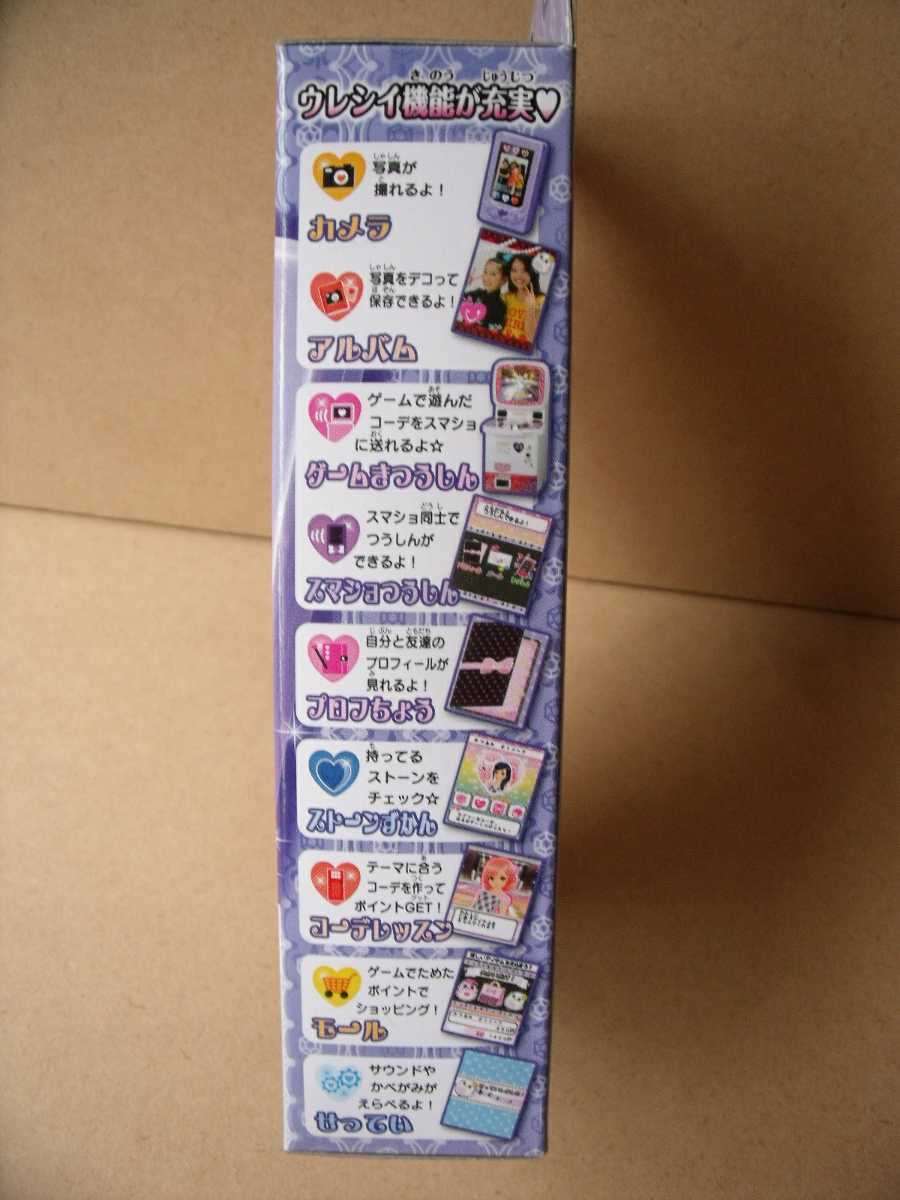 ウレシイ機能が充実♥
写真が
撮れるよ！
カメラ
写真をデコって
保存できるよ！
アルバム
ゲームで遊んだ
コーデをスマショ
に送れるよ☆
ゲームきつうしん
スマショ同士で
つうしんが
できるよ！
スマショつうしん
自分と友達の
プロフィールが
見れるよ！
プロフちょう
持ってる
ストーンを
チェック☆
ストーンずかん
テーマに合う
コーデを作って
ポイントGET！
コーデレッスン
ゲームでためた
ポイントで
ショッピング！
モール
サウンドや
かべがみが
えらべるよ！
せってい